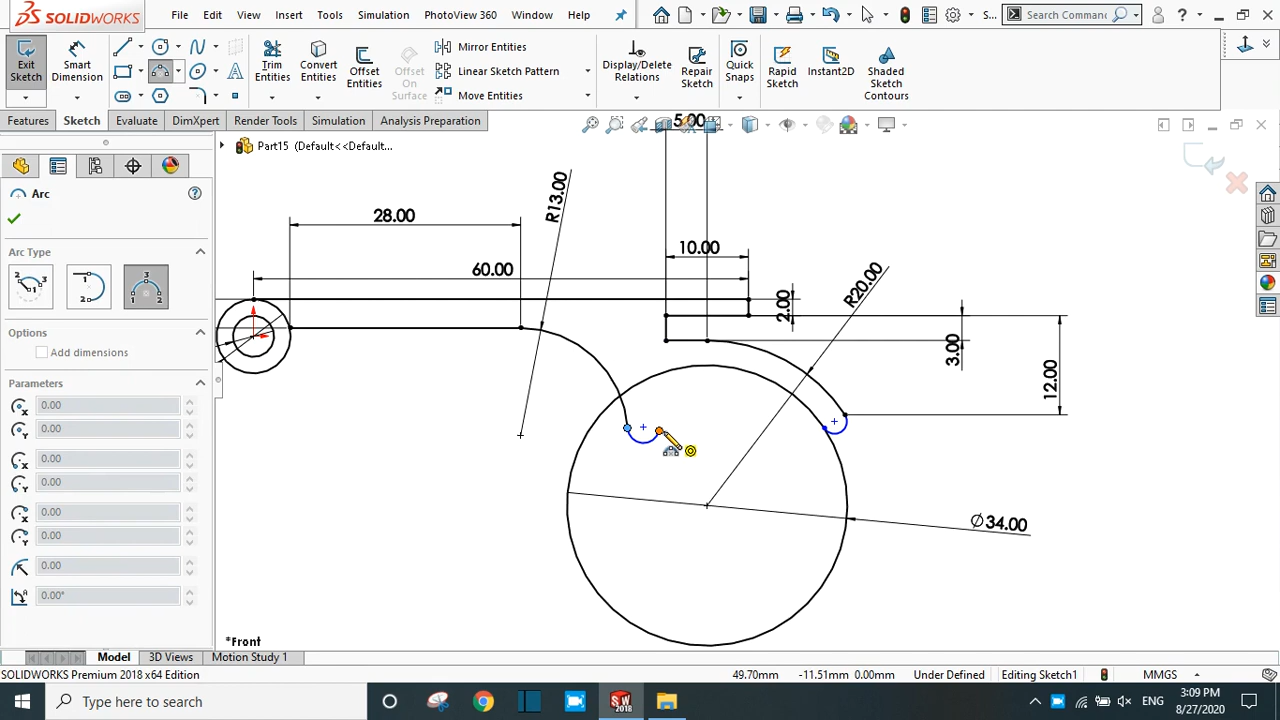 SOLIDWORKS File Edit View Insert Tools Simulation PhotoView 360 Window Help S... Search Commanc
Exit Sketch
Smart Dimension
Trim Entities
Convert Entities
Offset Entities
Offset On Surface
Mirror Entities
Linear Sketch Pattern
Move Entities
Display/Delete Relations
Repair Sketch
Quick Snaps
Rapid Sketch
Instant2D
Shaded Sketch Contours
Features Sketch Evaluate DimXpert Render Tools Simulation Analysis Preparation
Part15 (Default<<Default...
Arc
Arc Type
Options
Add dimensions
Parameters
0.00
0.00
0.00
0.00
0.00
0.00
0.00
0.00°
5.00
R13.00
28.00
10.00
60.00
2.00
R20.00
3.00
12.00
Ø34.00
*Front
Model 3D Views Motion Study 1
SOLIDWORKS Premium 2018 x64 Edition 49.70mm -11.51mm 0.00mm Under Defined Editing Sketch1 MMGS
Type here to search
SW 2018
ENG
3:09 PM
8/27/2020